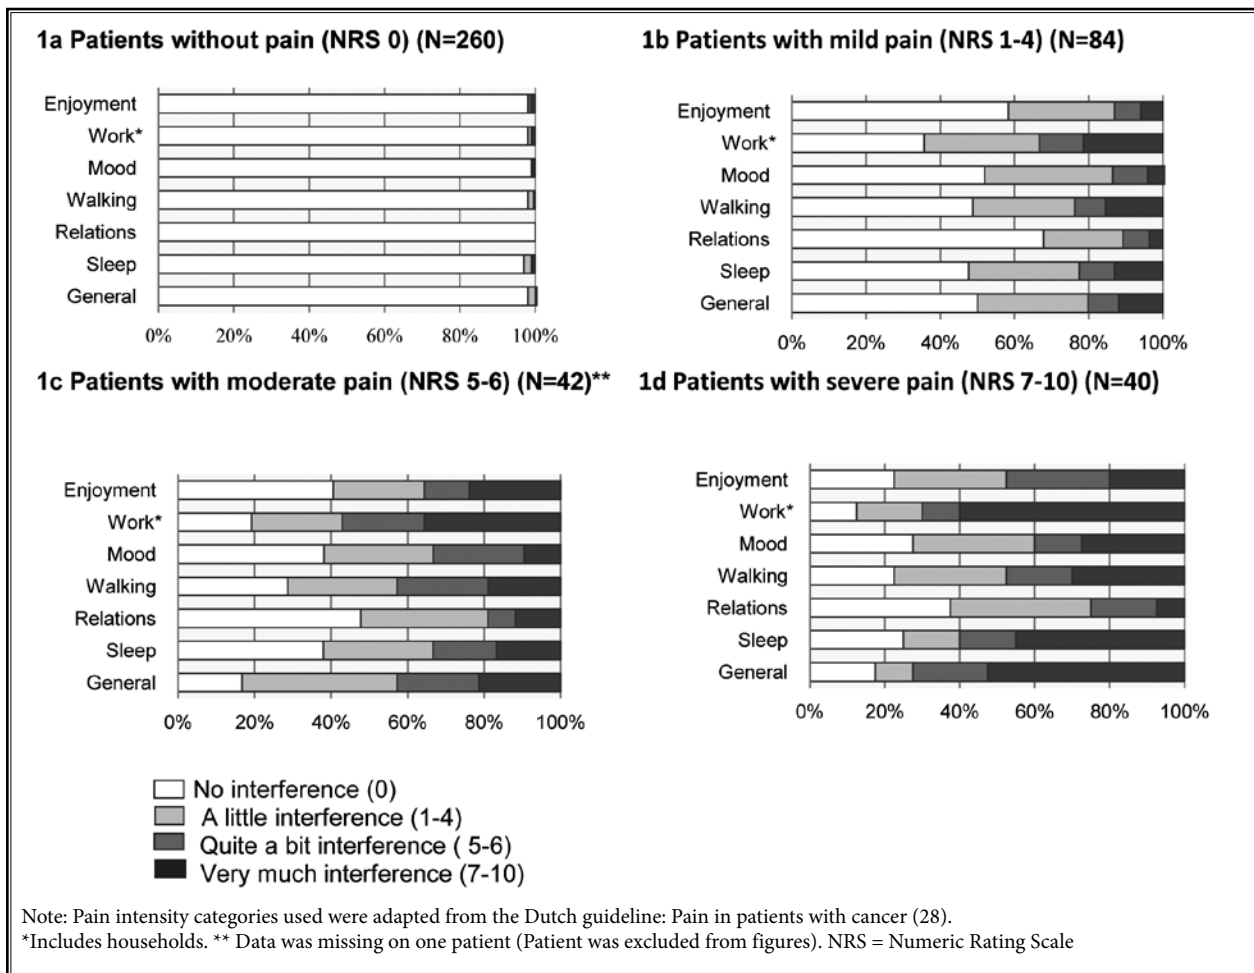 1a Patients without pain (NRS 0) (N=260)
Enjoyment
Work*
Mood
Walking
Relations
Sleep
General
0% 20% 40% 60% 80% 100%
1b Patients with mild pain (NRS 1-4) (N=84)
Enjoyment
Work*
Mood
Walking
Relations
Sleep
General
0% 20% 40% 60% 80% 100%
1c Patients with moderate pain (NRS 5-6) (N=42)**
Enjoyment
Work*
Mood
Walking
Relations
Sleep
General
0% 20% 40% 60% 80% 100%
1d Patients with severe pain (NRS 7-10) (N=40)
Enjoyment
Work*
Mood
Walking
Relations
Sleep
General
0% 20% 40% 60% 80% 100%
No interference (0)
A little interference (1-4)
Quite a bit interference ( 5-6)
Very much interference (7-10)
Note: Pain intensity categories used were adapted from the Dutch guideline: Pain in patients with cancer (28).
*Includes households. ** Data was missing on one patient (Patient was excluded from figures). NRS = Numeric Rating Scale